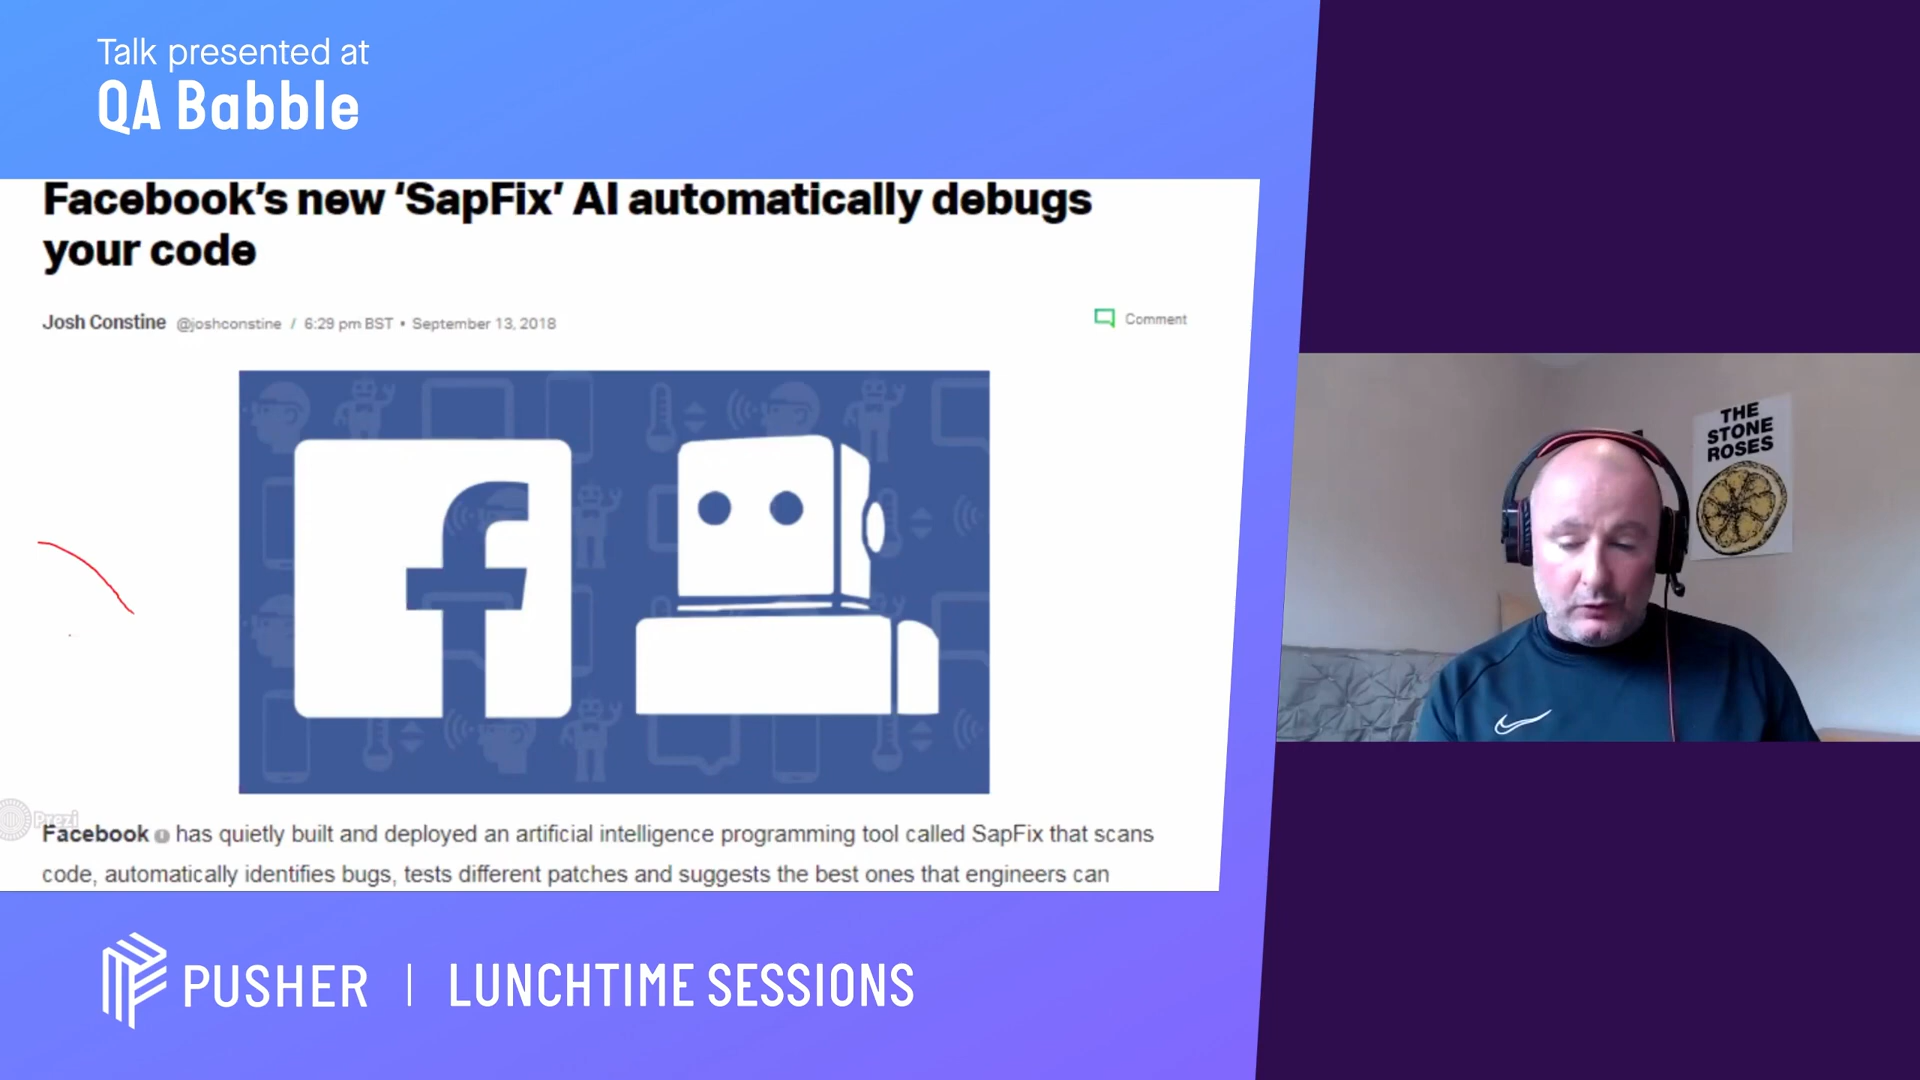 Talk presented at
QA Babble
Facebook's new 'SapFix' AI automatically debugs
your code
Josh Constine @joshconstine / 6:29 pm BST • September 13, 2018
Comment
THE
STONE
ROSES
Prezi
Facebook has quietly built and deployed an artificial intelligence programming tool called SapFix that scans
code, automatically identifies bugs, tests different patches and suggests the best ones that engineers can
PUSHER | LUNCHTIME SESSIONS